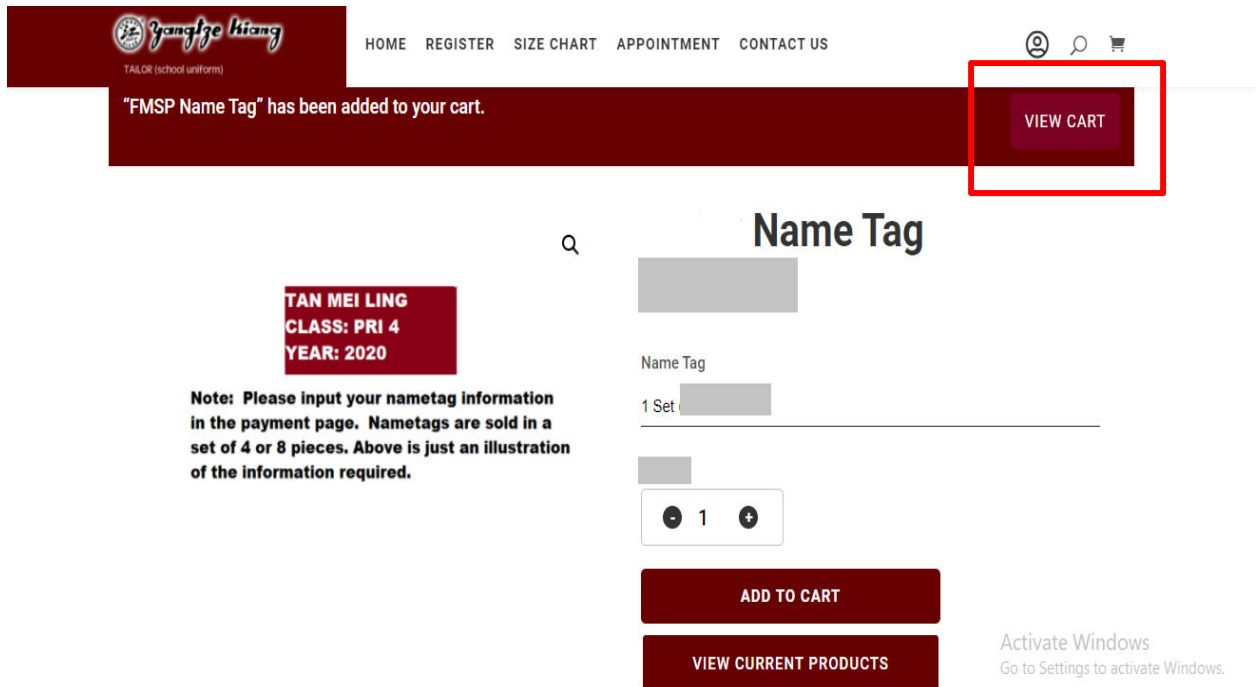 yangtze kiang
TAILOR (school uniform)
HOME REGISTER SIZE CHART APPOINTMENT CONTACT US
“FMSP Name Tag” has been added to your cart.
VIEW CART
Name Tag
TAN MEI LING
CLASS: PRI 4
YEAR: 2020
Note: Please input your nametag information
in the payment page. Nametags are sold in a
set of 4 or 8 pieces. Above is just an illustration
of the information required.
Name Tag
1 Set (
1
ADD TO CART
VIEW CURRENT PRODUCTS
Activate Windows
Go to Settings to activate Windows.